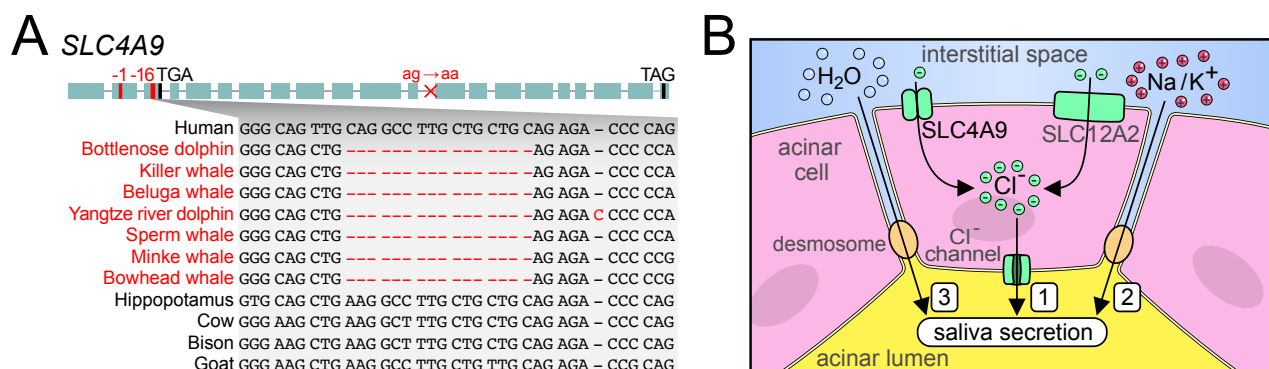 A SLC4A9
-1 -16 TGA ag→aa TAG
Human GGG CAG TTG CAG GCC TTG CTG CTG CAG AGA – CCC CAG
Bottlenose dolphin GGG CAG CTG --- --- --- --- --- –AG AGA – CCC CCA
Killer whale GGG CAG CTG --- --- --- --- --- –AG AGA – CCC CCA
Beluga whale GGG CAG CTG --- --- --- --- --- –AG AGA – CCC CCA
Yangtze river dolphin GGG CAG CTG --- --- --- --- --- –AG AGA C CCC CCA
Sperm whale GGG CAG CTG --- --- --- --- --- –AG AGA – CCC CCA
Minke whale GGG CAG CTG --- --- --- --- --- –AG AGA – CCC CCG
Bowhead whale GGG CAG CTG --- --- --- --- --- –AG AGA – CCC CCG
Hippopotamus GTG CAG CTG AAG GCC TTG CTG CTG CAG AGA – CCC CAG
Cow GGG AAG CTG AAG GCT TTG CTG CTG CAG AGA – CCC CAG
Bison GGG AAG CTG AAG GCT TTG CTG CTG CAG AGA – CCC CAG
Goat GGG AAG CTG AAG GCC TTG CTG TTG CAG AGA – CCG CAG
B
interstitial space
H₂O
Na/K⁺
SLC4A9
SLC12A2
acinar
cell
Cl⁻
desmosome
Cl⁻
channel
3 1 2
saliva secretion
acinar lumen